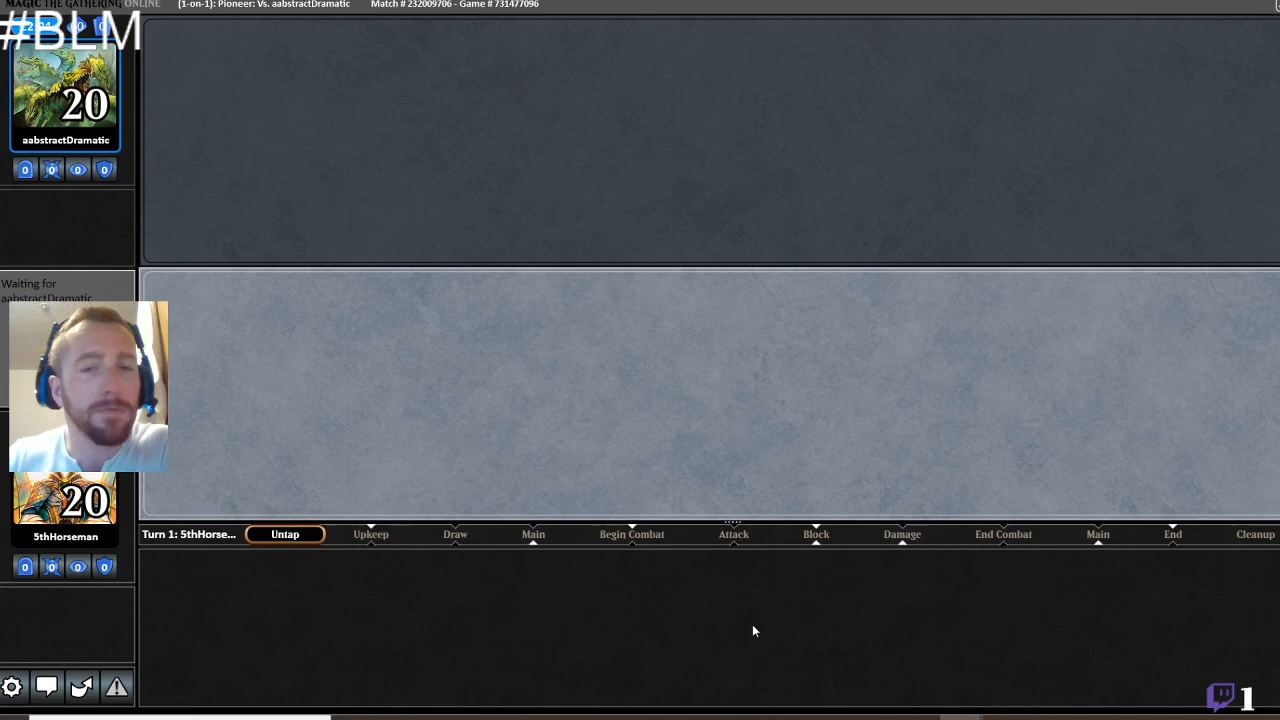 MAGIC THE GATHERING ONLINE (1-on-1): Pioneer: Vs. aabstractDramatic Match #232009706 - Game #731477096
#BLM
20
aabstractDramatic
0 0 0 0
Waiting for
aabstractDramatic
20
5thHorseman
Turn 1: 5thHorse... Untap Upkeep Draw Main Begin Combat Attack Block Damage End Combat Main End Cleanup
0 0 0 0
1